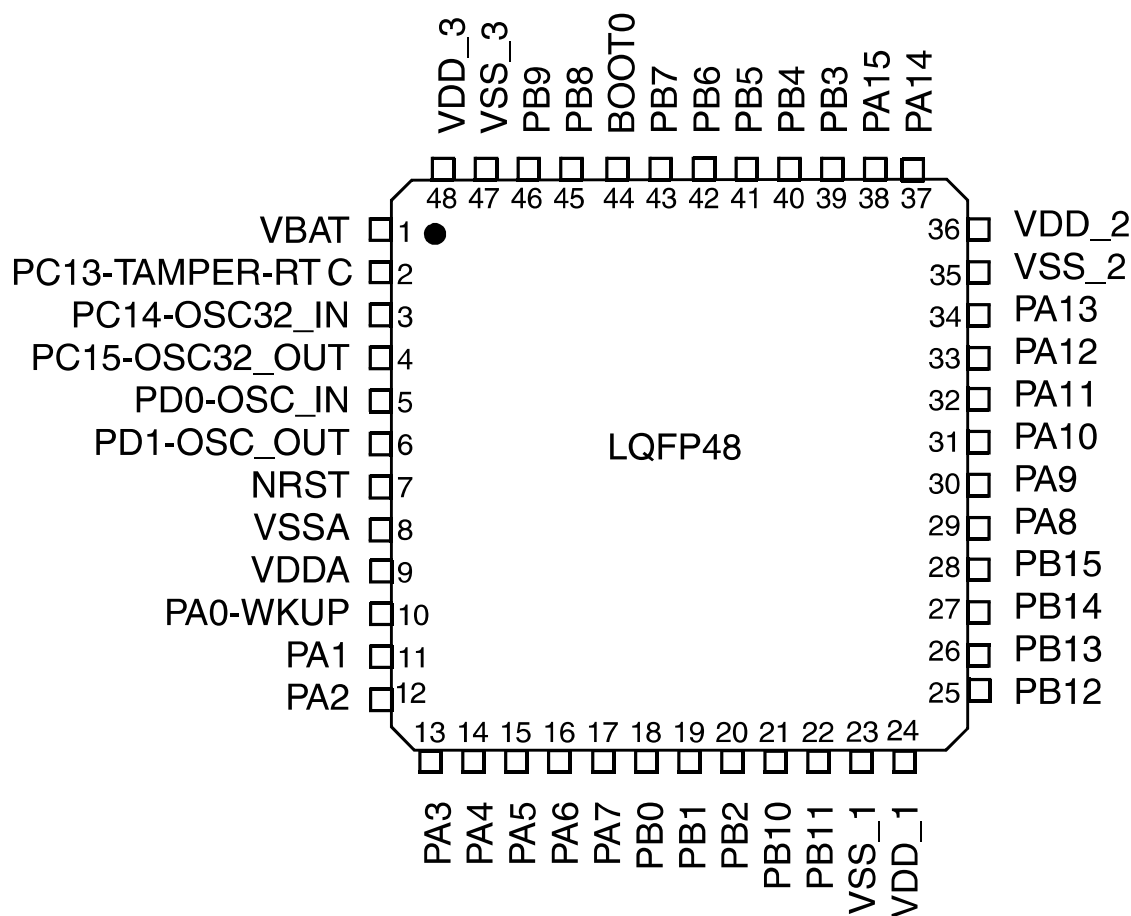 VDD_3
VSS_3
PB9
PB8
BOOT0
PB7
PB6
PB5
PB4
PB3
PA15
PA14
48 47 46 45 44 43 42 41 40 39 38 37
VBAT 1
PC13-TAMPER-RT C 2
PC14-OSC32_IN 3
PC15-OSC32_OUT 4
PD0-OSC_IN 5
PD1-OSC_OUT 6
NRST 7
VSSA 8
VDDA 9
PA0-WKUP 10
PA1 11
PA2 12
LQFP48
36 VDD_2
35 VSS_2
34 PA13
33 PA12
32 PA11
31 PA10
30 PA9
29 PA8
28 PB15
27 PB14
26 PB13
25 PB12
13 14 15 16 17 18 19 20 21 22 23 24
PA3
PA4
PA5
PA6
PA7
PB0
PB1
PB2
PB10
PB11
VSS_1
VDD_1